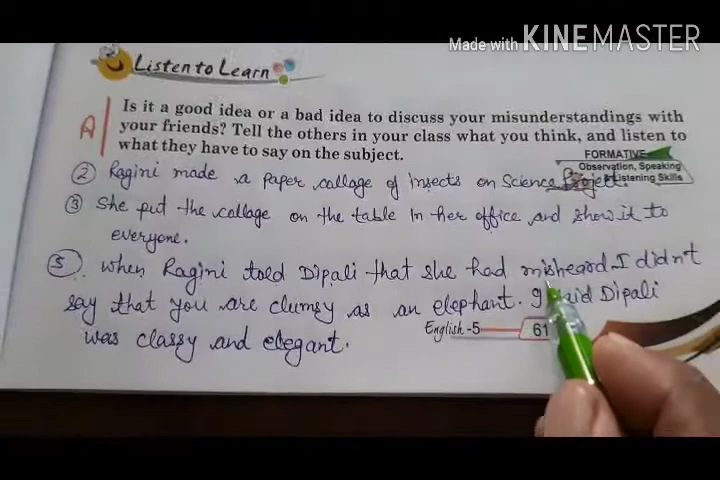 Made with KINEMASTER
Listen to Learn
A
Is it a good idea or a bad idea to discuss your misunderstandings with
your friends? Tell the others in your class what you think, and listen to
what they have to say on the subject.
FORMATIVE
Observation, Speaking
Listening Skills
② Ragini made a paper collage of insects on Science Project.
③ She put the collage on the table in her office and show it to
everyone.
⑤. When Ragini told Dipali that she had misheard I didn't
say that you are clumsy as an elephant. I said Dipali
was classy and elegant.
English-5
61